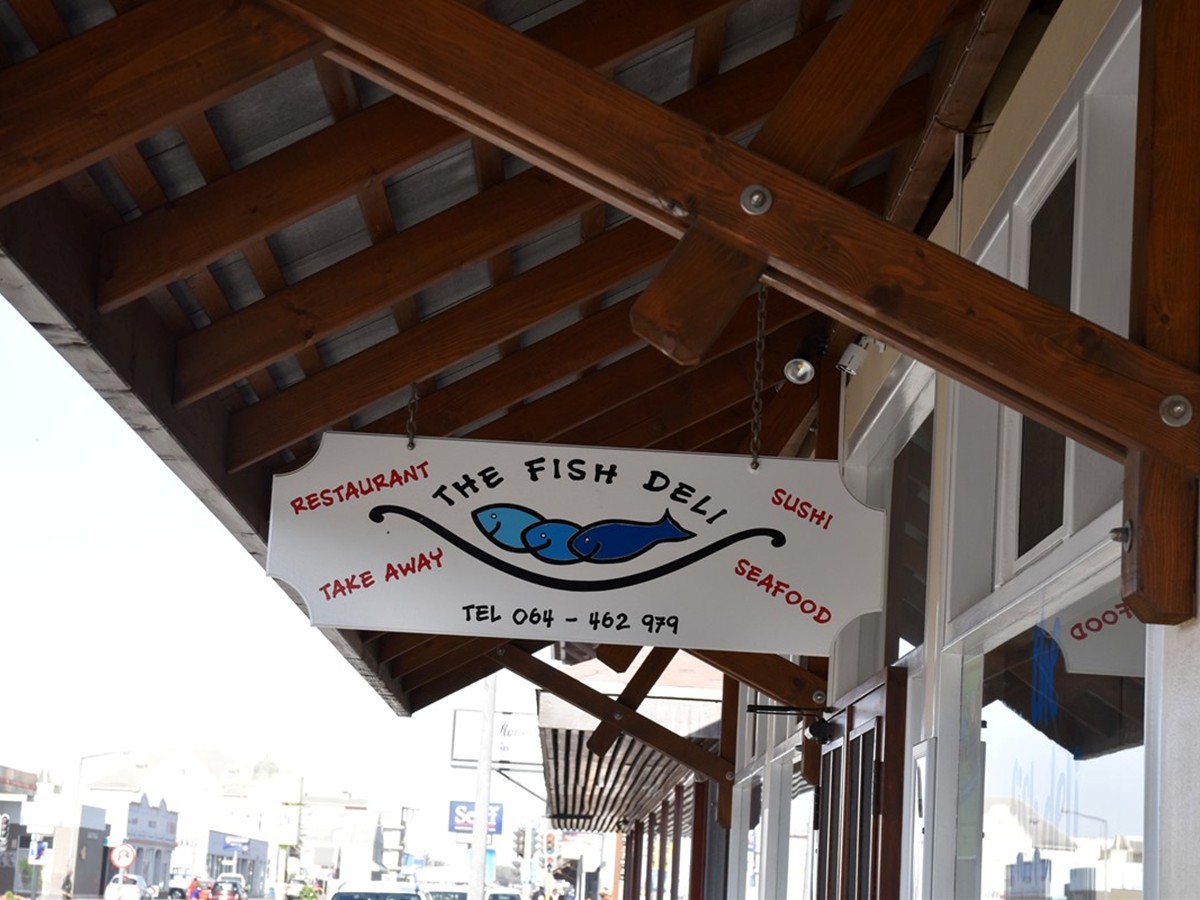 THE FISH DELI
RESTAURANT
SUSHI
TAKE AWAY
SEAFOOD
TEL 064 - 462 979